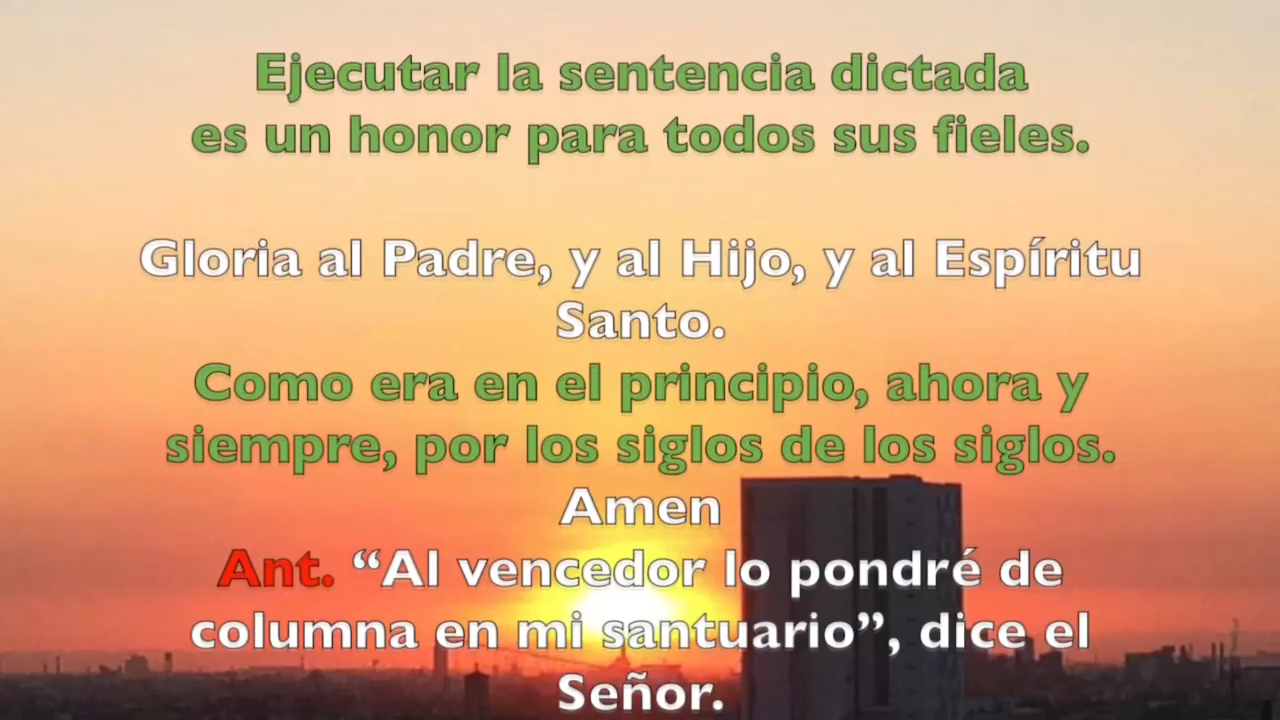 Ejecutar la sentencia dictada
es un honor para todos sus fieles.
Gloria al Padre, y al Hijo, y al Espíritu
Santo.
Como era en el principio, ahora y
siempre, por los siglos de los siglos.
Amen
Ant. “Al vencedor lo pondré de
columna en mi santuario”, dice el
Señor.